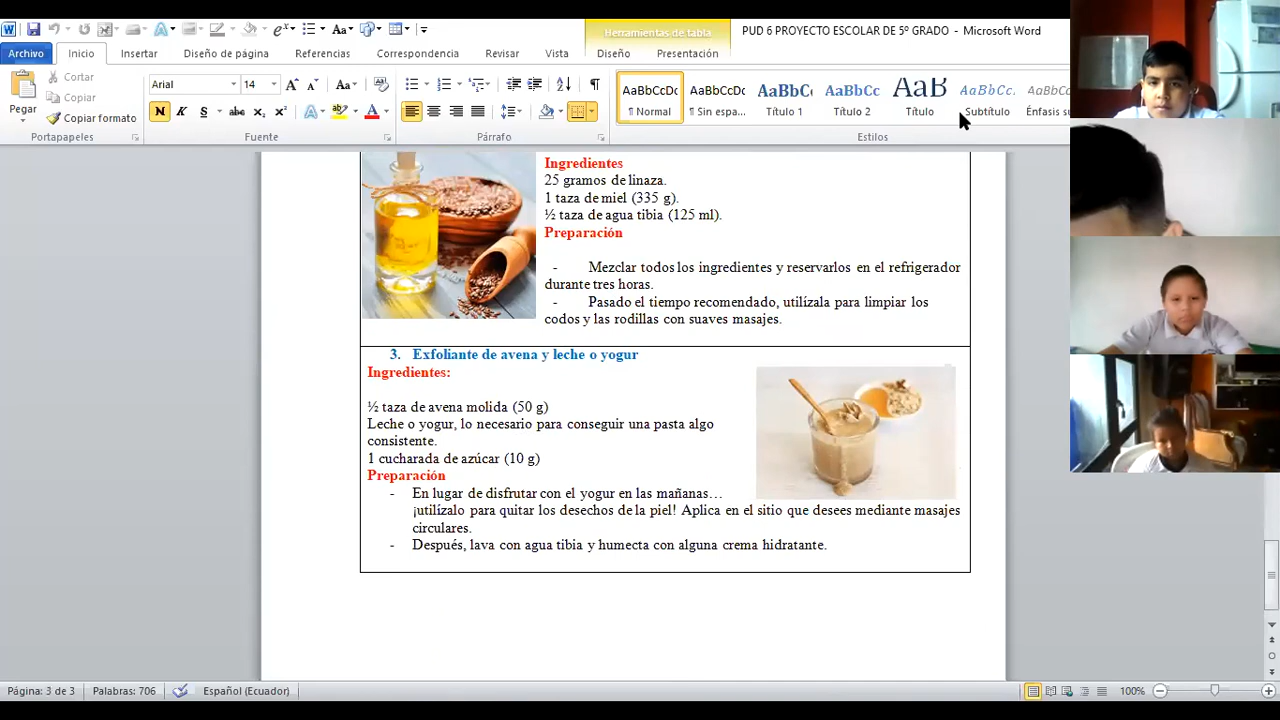 Herramientas de tabla
PUD 6 PROYECTO ESCOLAR DE 5º GRADO - Microsoft Word
Archivo Inicio Insertar Diseño de página Referencias Correspondencia Revisar Vista Diseño Presentación
Cortar
Copiar
Copiar formato
Pegar
Portapapeles
Arial 14
Fuente
Párrafo
AaBbCcDc AaBbCcDc AaBbC AaBbCc AaB AaBbCc. AaBbCc
¶ Normal ¶ Sin espa... Título 1 Título 2 Título Subtítulo Énfasis su
Estilos
Ingredientes
25 gramos de linaza.
1 taza de miel (335 g).
½ taza de agua tibia (125 ml).
Preparación
- Mezclar todos los ingredientes y reservarlos en el refrigerador
durante tres horas.
- Pasado el tiempo recomendado, utilízala para limpiar los
codos y las rodillas con suaves masajes.
3. Exfoliante de avena y leche o yogur
Ingredientes:
½ taza de avena molida (50 g)
Leche o yogur, lo necesario para conseguir una pasta algo
consistente.
1 cucharada de azúcar (10 g)
Preparación
- En lugar de disfrutar con el yogur en las mañanas…
¡utilízalo para quitar los desechos de la piel! Aplica en el sitio que desees mediante masajes
circulares.
- Después, lava con agua tibia y humecta con alguna crema hidratante.
Página: 3 de 3 Palabras: 706 Español (Ecuador) 100%